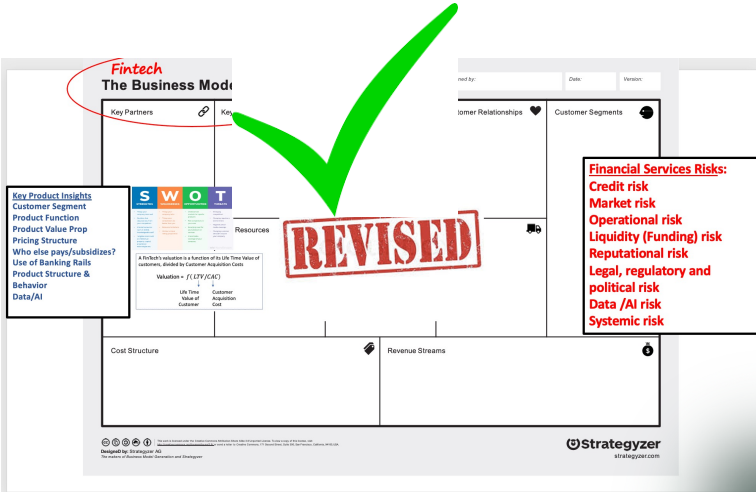 Fintech
The Business Mode
ned by:
Date:
Version:
Key Partners
Key
tomer Relationships
Customer Segments
Key Product Insights
Customer Segment
Product Function
Product Value Prop
Pricing Structure
Who else pays/subsidizes?
Use of Banking Rails
Product Structure &
Behavior
Data/AI
S
W
O
T
Resources
A FinTech's valuation is a function of its Life Time Value of
customers, divided by Customer Acquisition Costs
Valuation = f( LTV/CAC)
Life Time
Value of
Customer
Customer
Acquisition
Cost
REVISED
Financial Services Risks:
Credit risk
Market risk
Operational risk
Liquidity (Funding) risk
Reputational risk
Legal, regulatory and
political risk
Data /AI risk
Systemic risk
Cost Structure
Revenue Streams
Designed by: Strategyzer AG
The makers of Business Model Generation and Strategyzer
Strategyzer
strategyzer.com